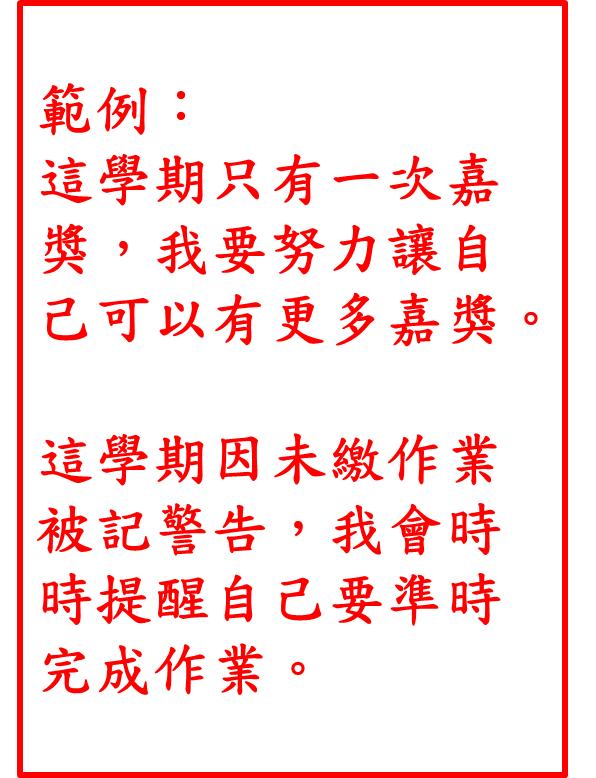 範例：
這學期只有一次嘉
獎，我要努力讓自
己可以有更多嘉獎。
這學期因未繳作業
被記警告，我會時
時提醒自己要準時
完成作業。